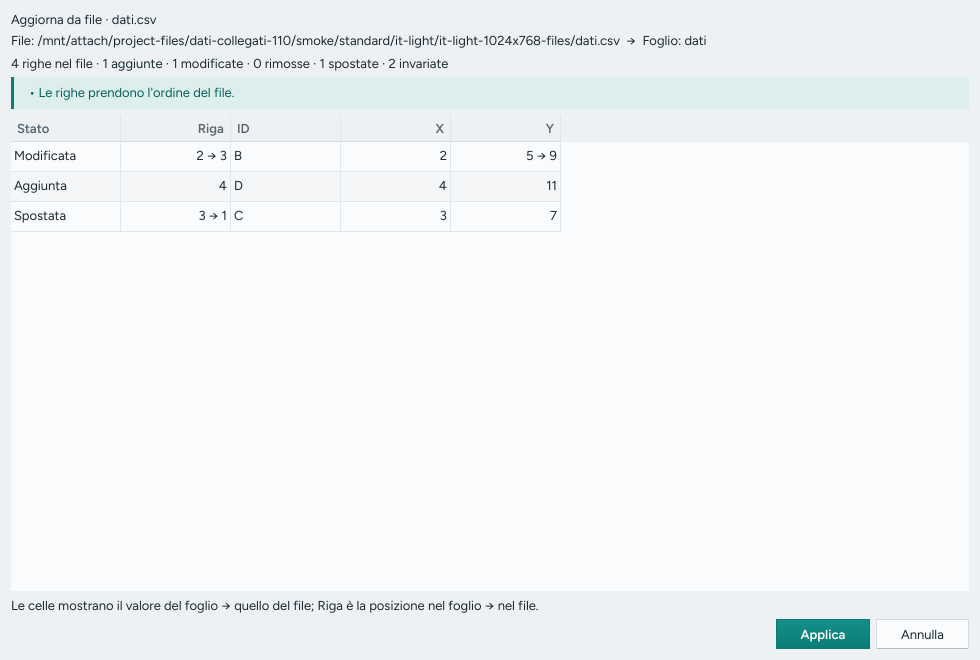 Aggiorna da file · dati.csv
File: /mnt/attach/project-files/dati-collegati-110/smoke/standard/it-light/it-light-1024x768-files/dati.csv → Foglio: dati
4 righe nel file · 1 aggiunte · 1 modificate · 0 rimosse · 1 spostate · 2 invariate
• Le righe prendono l'ordine del file.
Stato Riga ID X Y
Modificata 2 → 3 B 2 5 → 9
Aggiunta 4 D 4 11
Spostata 3 → 1 C 3 7
Le celle mostrano il valore del foglio → quello del file; Riga è la posizione nel foglio → nel file.
Applica Annulla